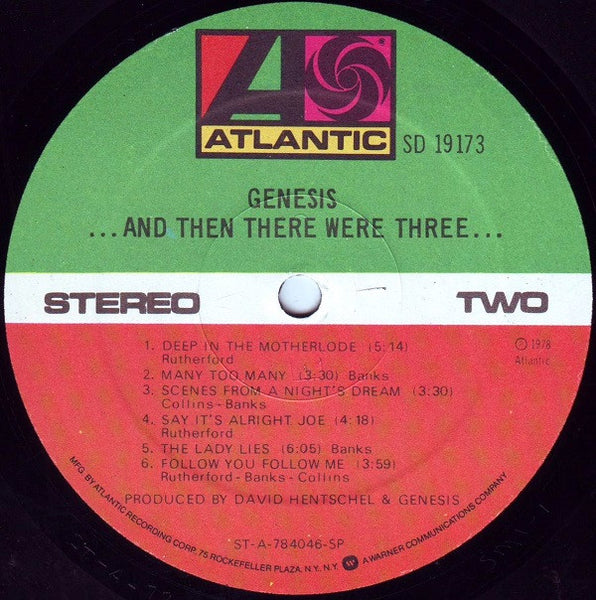 ATLANTIC
SD 19173
GENESIS
...AND THEN THERE WERE THREE...
STEREO TWO
℗ 1978
Atlantic
1. DEEP IN THE MOTHERLODE (5:14)
Rutherford
2. MANY TOO MANY (3:30) Banks
3. SCENES FROM A NIGHT'S DREAM (3:30)
Collins-Banks
4. SAY IT'S ALRIGHT JOE (4:18)
Rutherford
5. THE LADY LIES (6:05) Banks
6. FOLLOW YOU FOLLOW ME (3:59)
Rutherford-Banks-Collins
PRODUCED BY DAVID HENTSCHEL & GENESIS
ST-A-784046-SP
MFG. BY ATLANTIC RECORDING CORP. 75 ROCKEFELLER PLAZA, N.Y. N.Y. A WARNER COMMUNICATIONS COMPANY